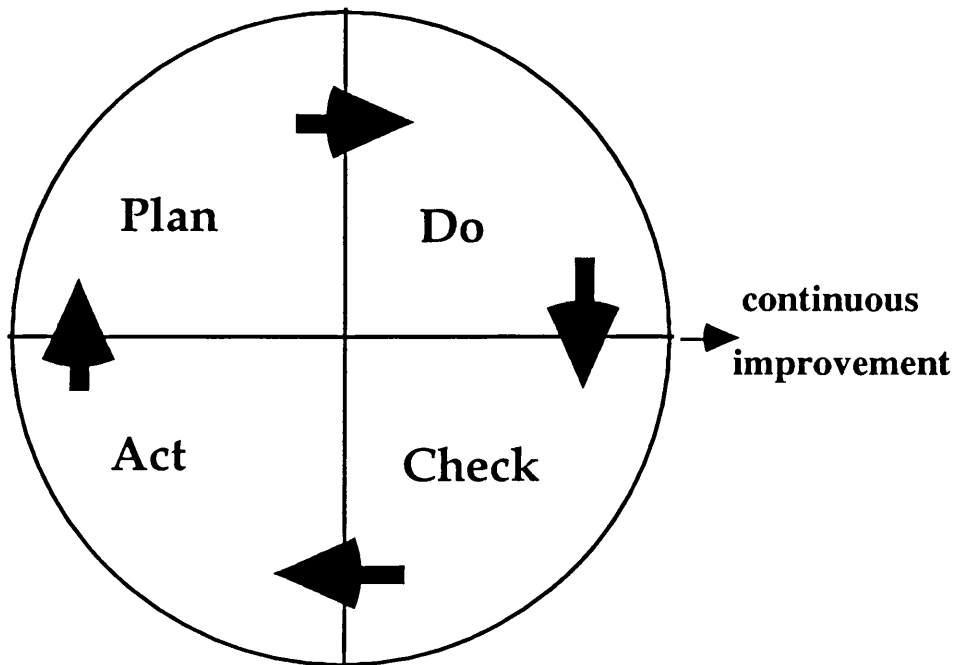 Plan
Do
continuous
improvement
Act
Check